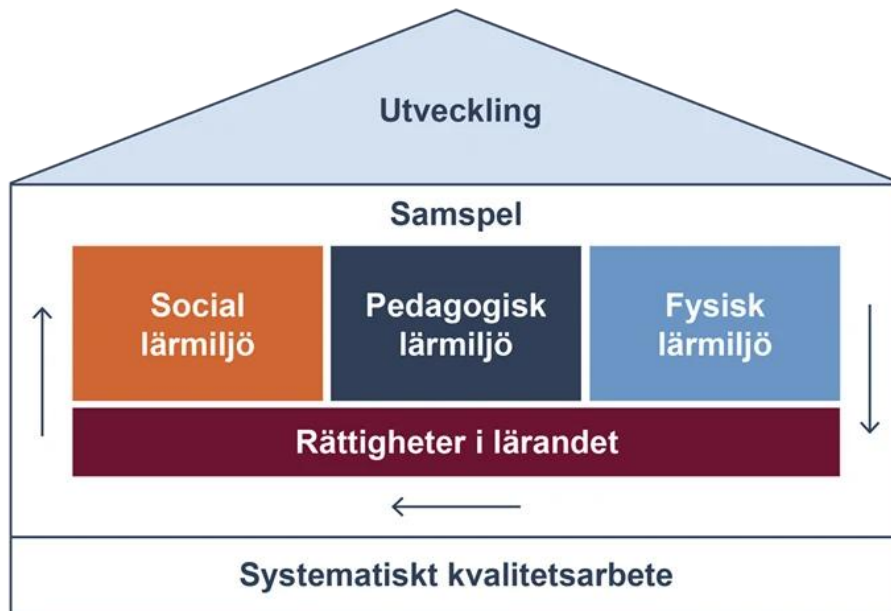 Utveckling
Samspel
Social
lärmiljö
Pedagogisk
lärmiljö
Fysisk
lärmiljö
Rättigheter i lärandet
Systematiskt kvalitetsarbete